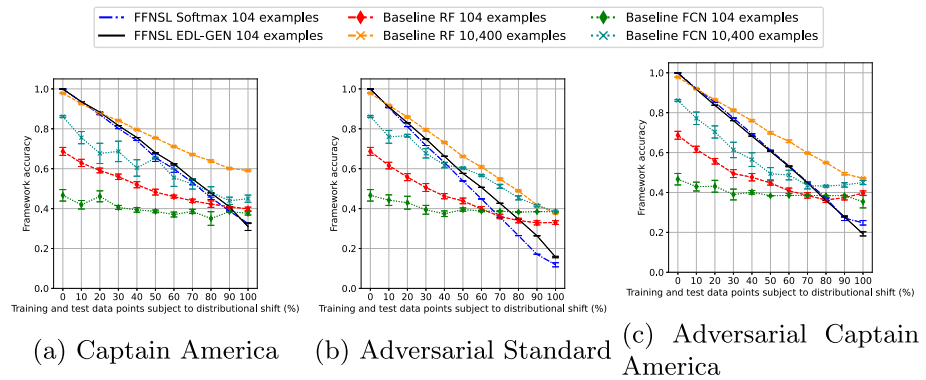 FFNSL Softmax 104 examples
FFNSL EDL-GEN 104 examples
Baseline RF 104 examples
Baseline RF 10,400 examples
Baseline FCN 104 examples
Baseline FCN 10,400 examples
Framework accuracy
1.0
0.8
0.6
0.4
0.2
0.0
0 10 20 30 40 50 60 70 80 90 100
Training and test data points subject to distributional shift (%)
(a) Captain America
Framework accuracy
1.0
0.8
0.6
0.4
0.2
0.0
0 10 20 30 40 50 60 70 80 90 100
Training and test data points subject to distributional shift (%)
(b) Adversarial Standard
Framework accuracy
1.0
0.8
0.6
0.4
0.2
0.0
0 10 20 30 40 50 60 70 80 90 100
Training and test data points subject to distributional shift (%)
(c) Adversarial Captain
America